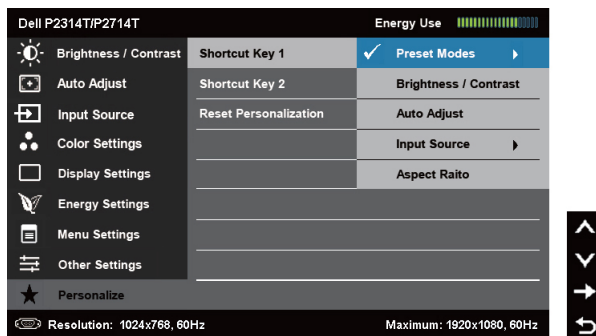 Dell P2314T/P2714T
Energy Use
Brightness / Contrast
Auto Adjust
Input Source
Color Settings
Display Settings
Energy Settings
Menu Settings
Other Settings
Personalize
Shortcut Key 1
Shortcut Key 2
Reset Personalization
Preset Modes
Brightness / Contrast
Auto Adjust
Input Source
Aspect Raito
Resolution: 1024x768, 60Hz
Maximum: 1920x1080, 60Hz